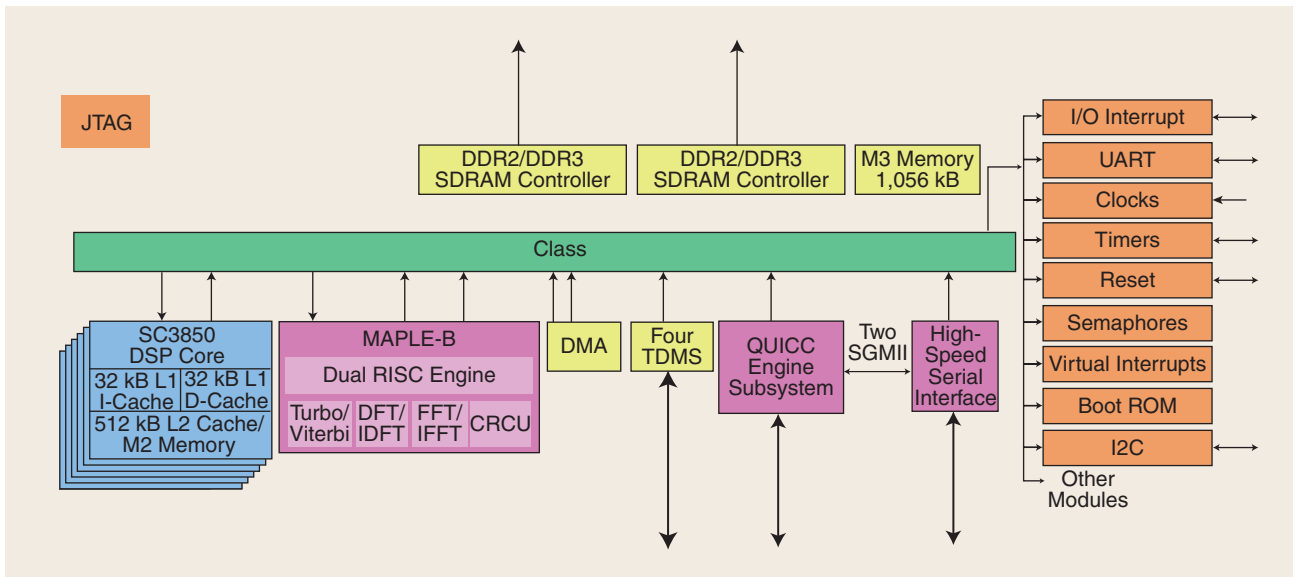 JTAG
DDR2/DDR3
SDRAM Controller
DDR2/DDR3
SDRAM Controller
M3 Memory
1,056 kB
I/O Interrupt
UART
Clocks
Timers
Reset
Semaphores
Virtual Interrupts
Boot ROM
I2C
Other
Modules
Class
SC3850
DSP Core
32 kB L1
I-Cache
32 kB L1
D-Cache
512 kB L2 Cache/
M2 Memory
MAPLE-B
Dual RISC Engine
Turbo/
Viterbi
DFT/
IDFT
FFT/
IFFT
CRCU
DMA
Four
TDMS
QUICC
Engine
Subsystem
Two
SGMII
High-
Speed
Serial
Interface